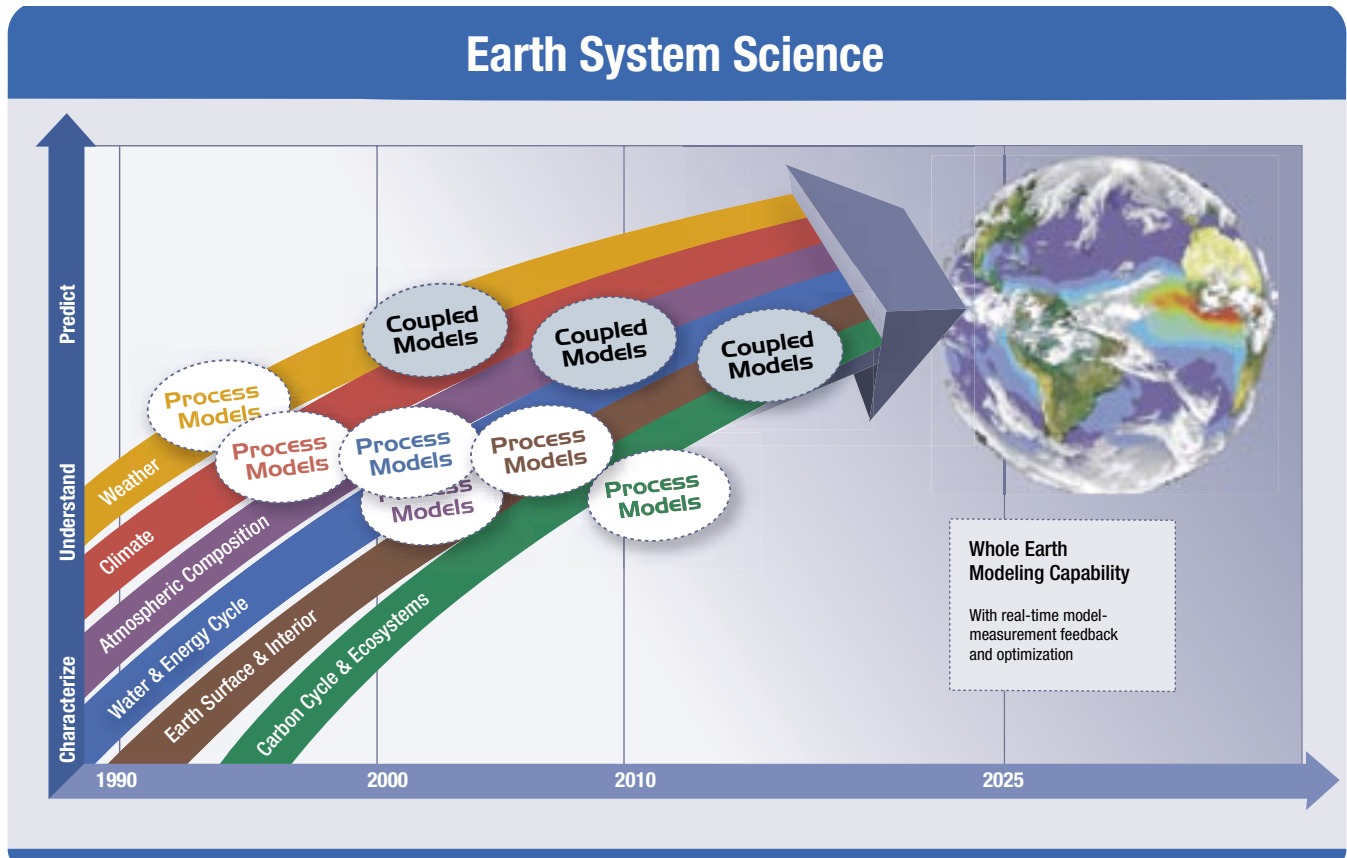 Earth System Science
Predict
Understand
Characterize
Coupled
Models
Coupled
Models
Coupled
Models
Process
Models
Process
Models
Process
Models
Process
Models
Models
Process
Models
Weather
Climate
Atmospheric Composition
Water & Energy Cycle
Earth Surface & Interior
Carbon Cycle & Ecosystems
Whole Earth
Modeling Capability
With real-time model-
measurement feedback
and optimization
1990
2000
2010
2025